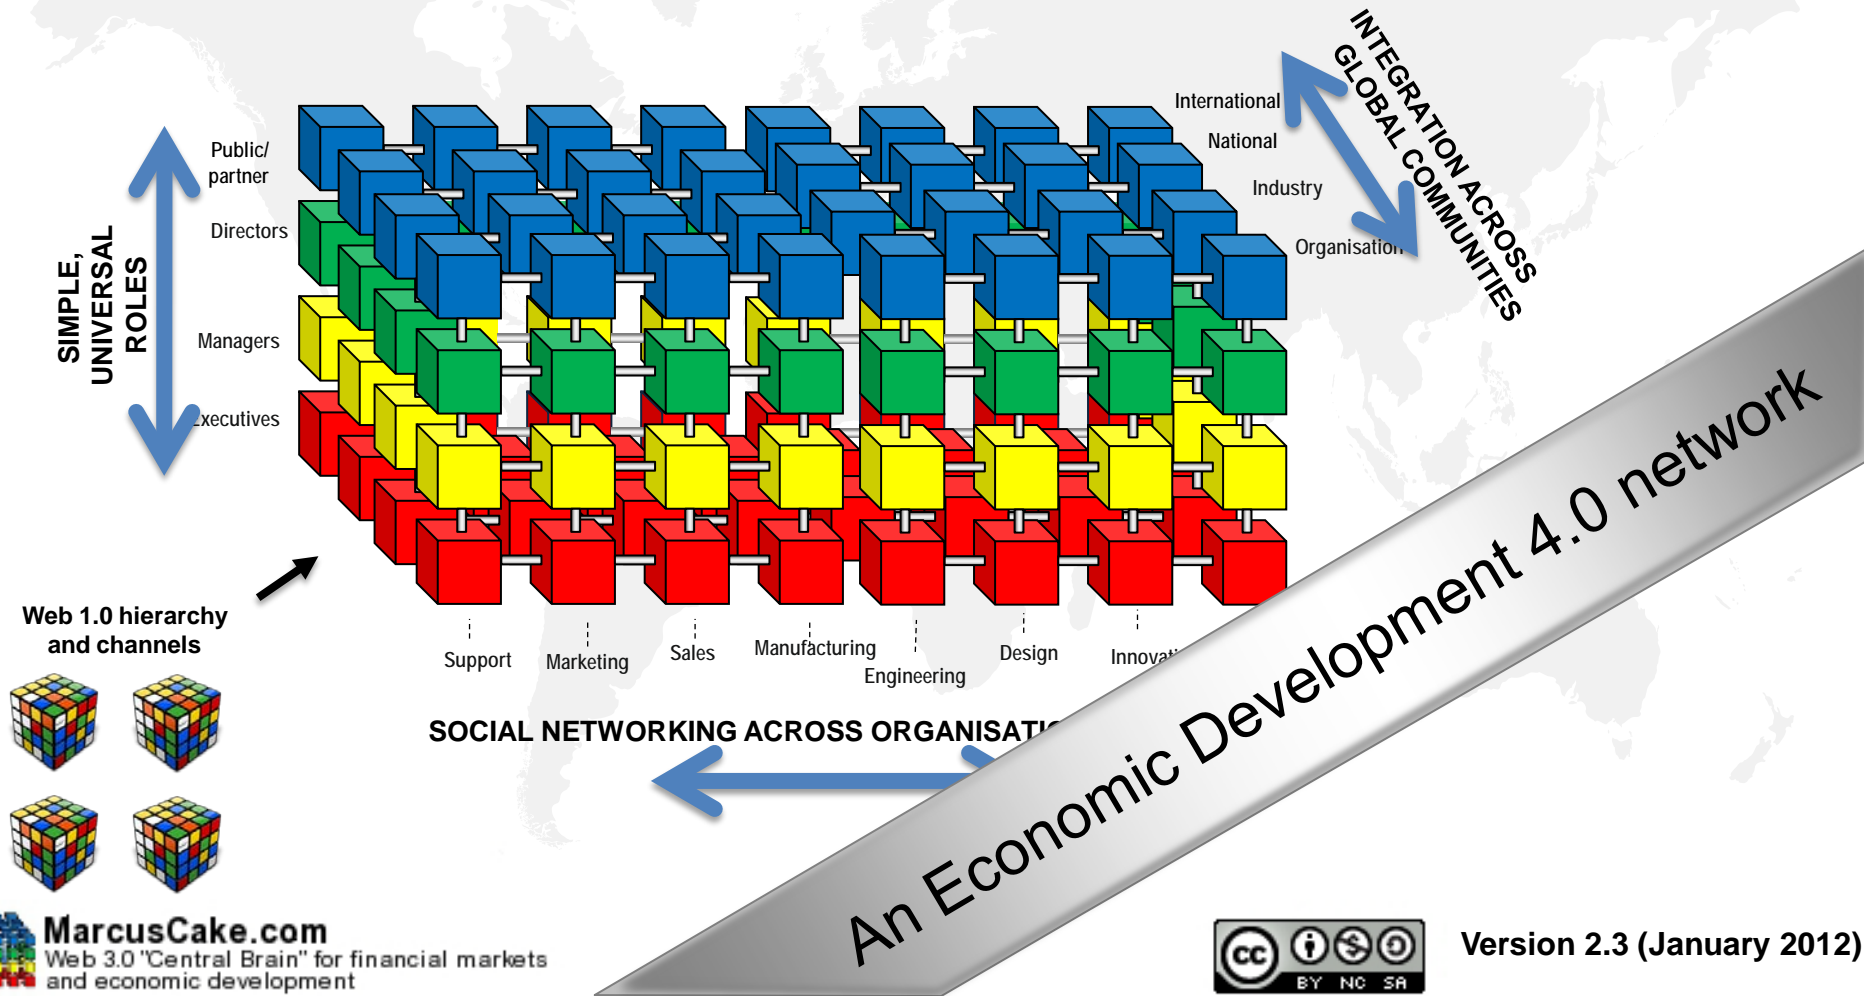 INTEGRATION ACROSS
GLOBAL COMMUNITIES
International
National
Industry
Organisation
Public/
partner
Directors
Managers
Executives
SIMPLE,
UNIVERSAL
ROLES
Web 1.0 hierarchy
and channels
Support
Marketing
Sales
Manufacturing
Engineering
Design
Innovati
SOCIAL NETWORKING ACROSS ORGANISATI
An Economic Development 4.0 network
MarcusCake.com
Web 3.0 "Central Brain" for financial markets
and economic development
cc
BY NC SA
Version 2.3 (January 2012)